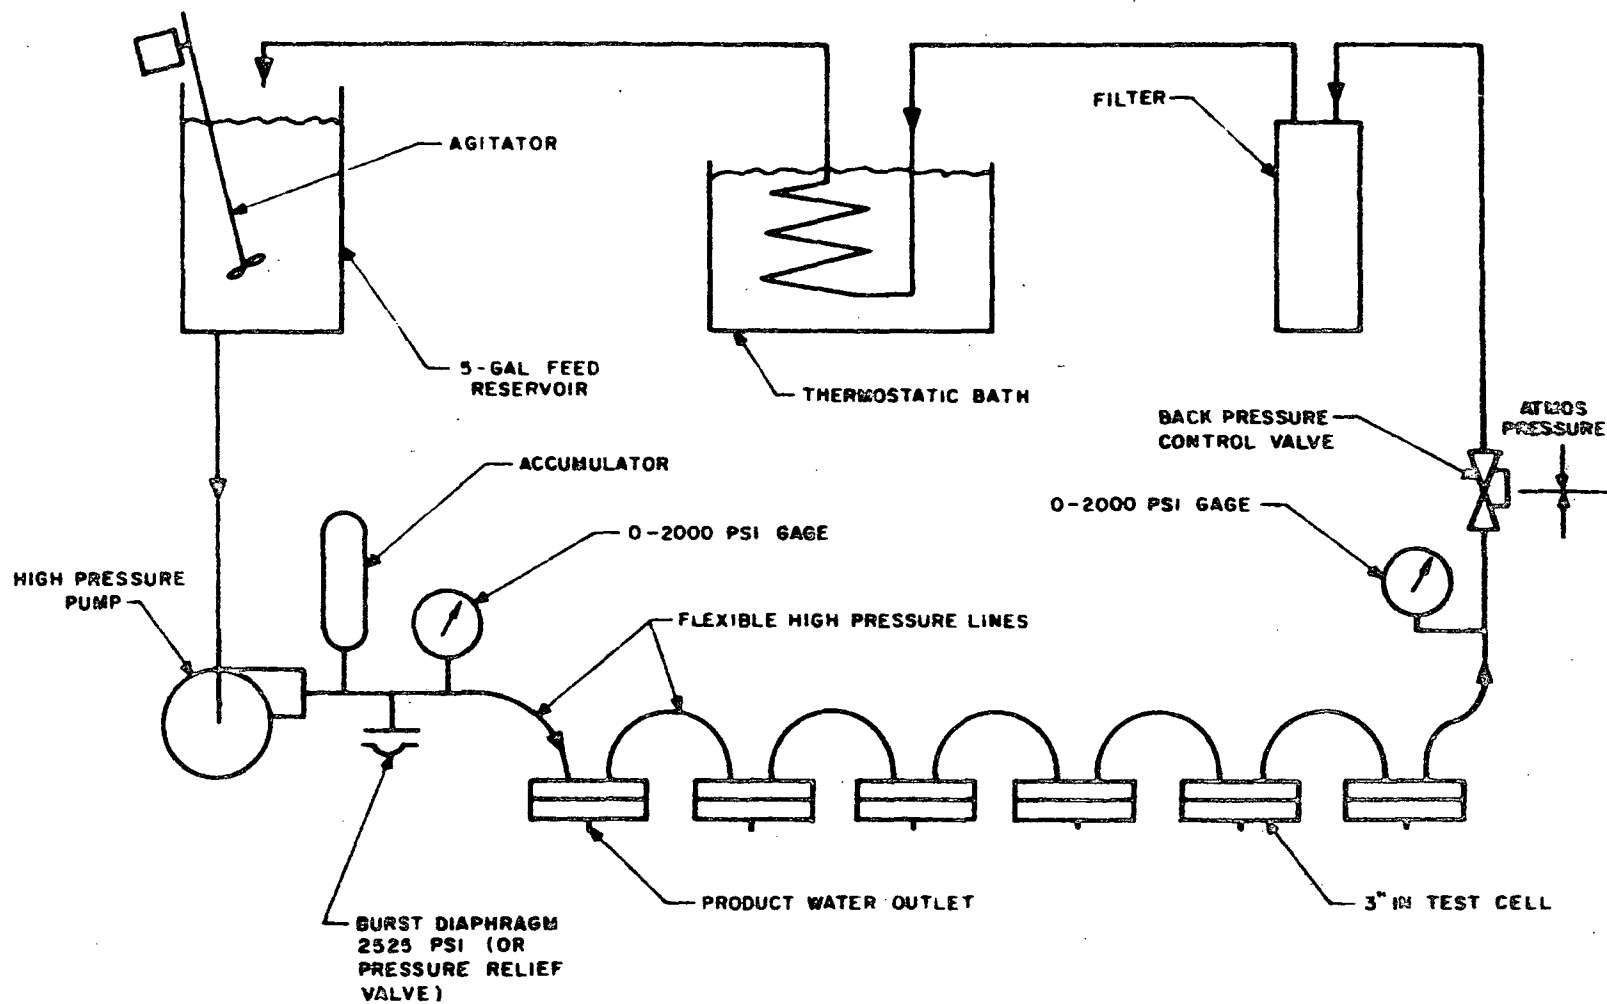 FILTER
AGITATOR
5-GAL FEED
RESERVOIR
THERMOSTATIC BATH
BACK PRESSURE
CONTROL VALVE
ATMOS
PRESSURE
ACCUMULATOR
0-2000 PSI GAGE
0-2000 PSI GAGE
HIGH PRESSURE
PUMP
FLEXIBLE HIGH PRESSURE LINES
PRODUCT WATER OUTLET
3" IN TEST CELL
BURST DIAPHRAGM
2525 PSI (OR
PRESSURE RELIEF
VALVE)